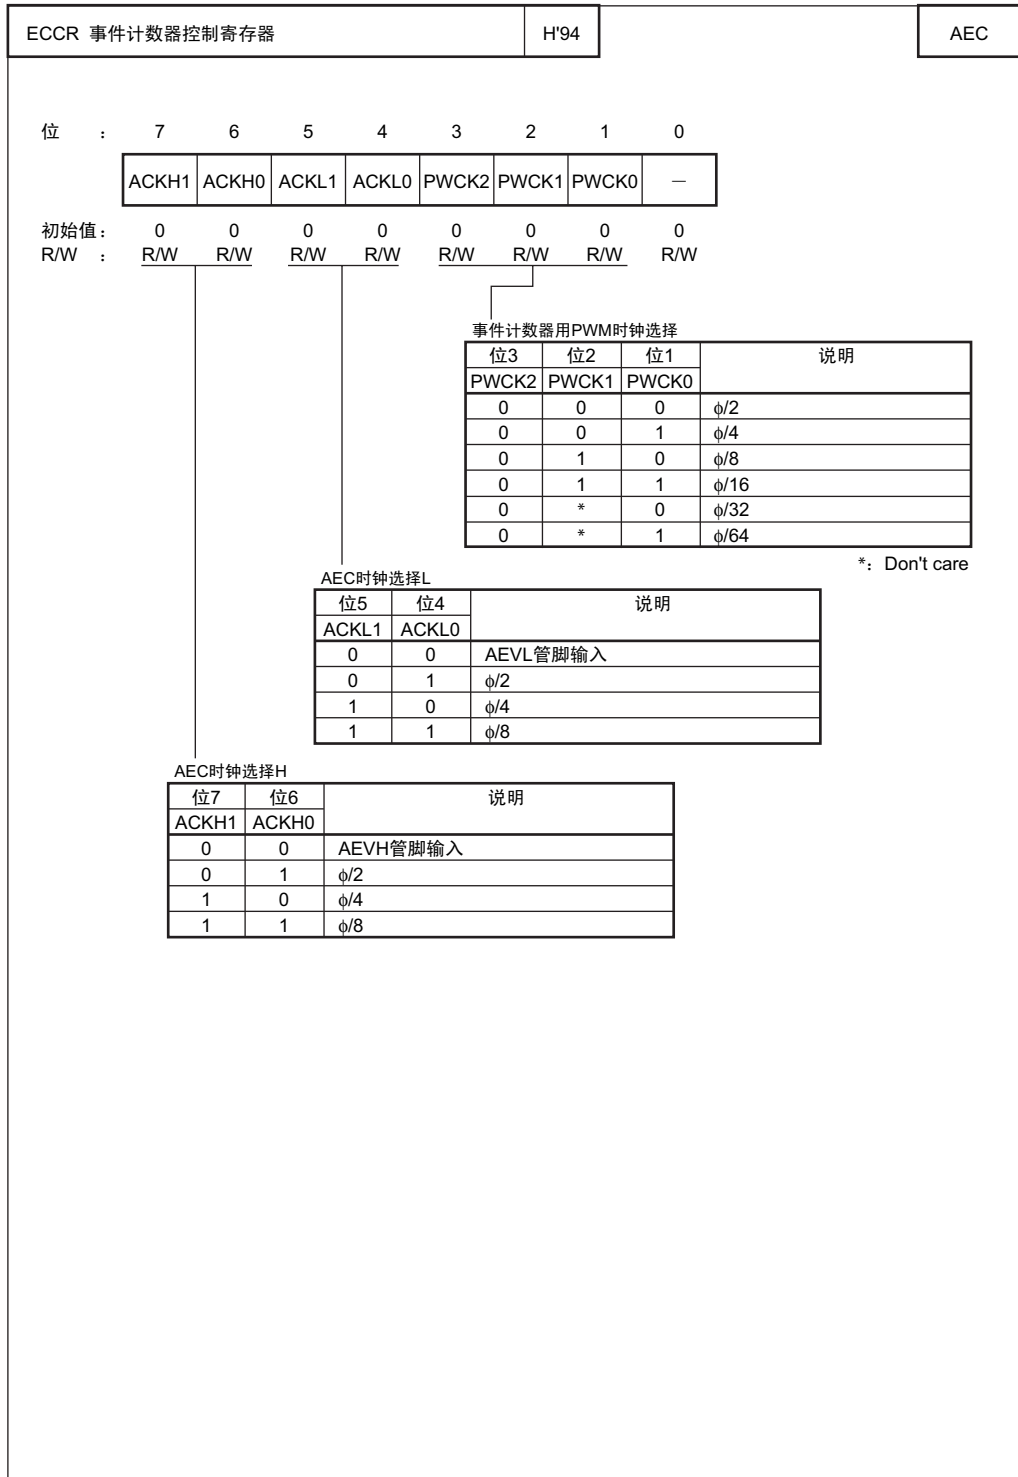 ECCR 事件计数器控制寄存器 H'94 AEC
位 : 7 6 5 4 3 2 1 0
ACKH1 ACKH0 ACKL1 ACKL0 PWCK2 PWCK1 PWCK0 —
初始值: 0 0 0 0 0 0 0 0
R/W : R/W R/W R/W R/W R/W R/W R/W R/W
事件计数器用PWM时钟选择
位3 位2 位1 说明
PWCK2 PWCK1 PWCK0
0 0 0 ϕ/2
0 0 1 ϕ/4
0 1 0 ϕ/8
0 1 1 ϕ/16
0 * 0 ϕ/32
0 * 1 ϕ/64
*: Don't care
AEC时钟选择L
位5 位4 说明
ACKL1 ACKL0
0 0 AEVL管脚输入
0 1 ϕ/2
1 0 ϕ/4
1 1 ϕ/8
AEC时钟选择H
位7 位6 说明
ACKH1 ACKH0
0 0 AEVH管脚输入
0 1 ϕ/2
1 0 ϕ/4
1 1 ϕ/8